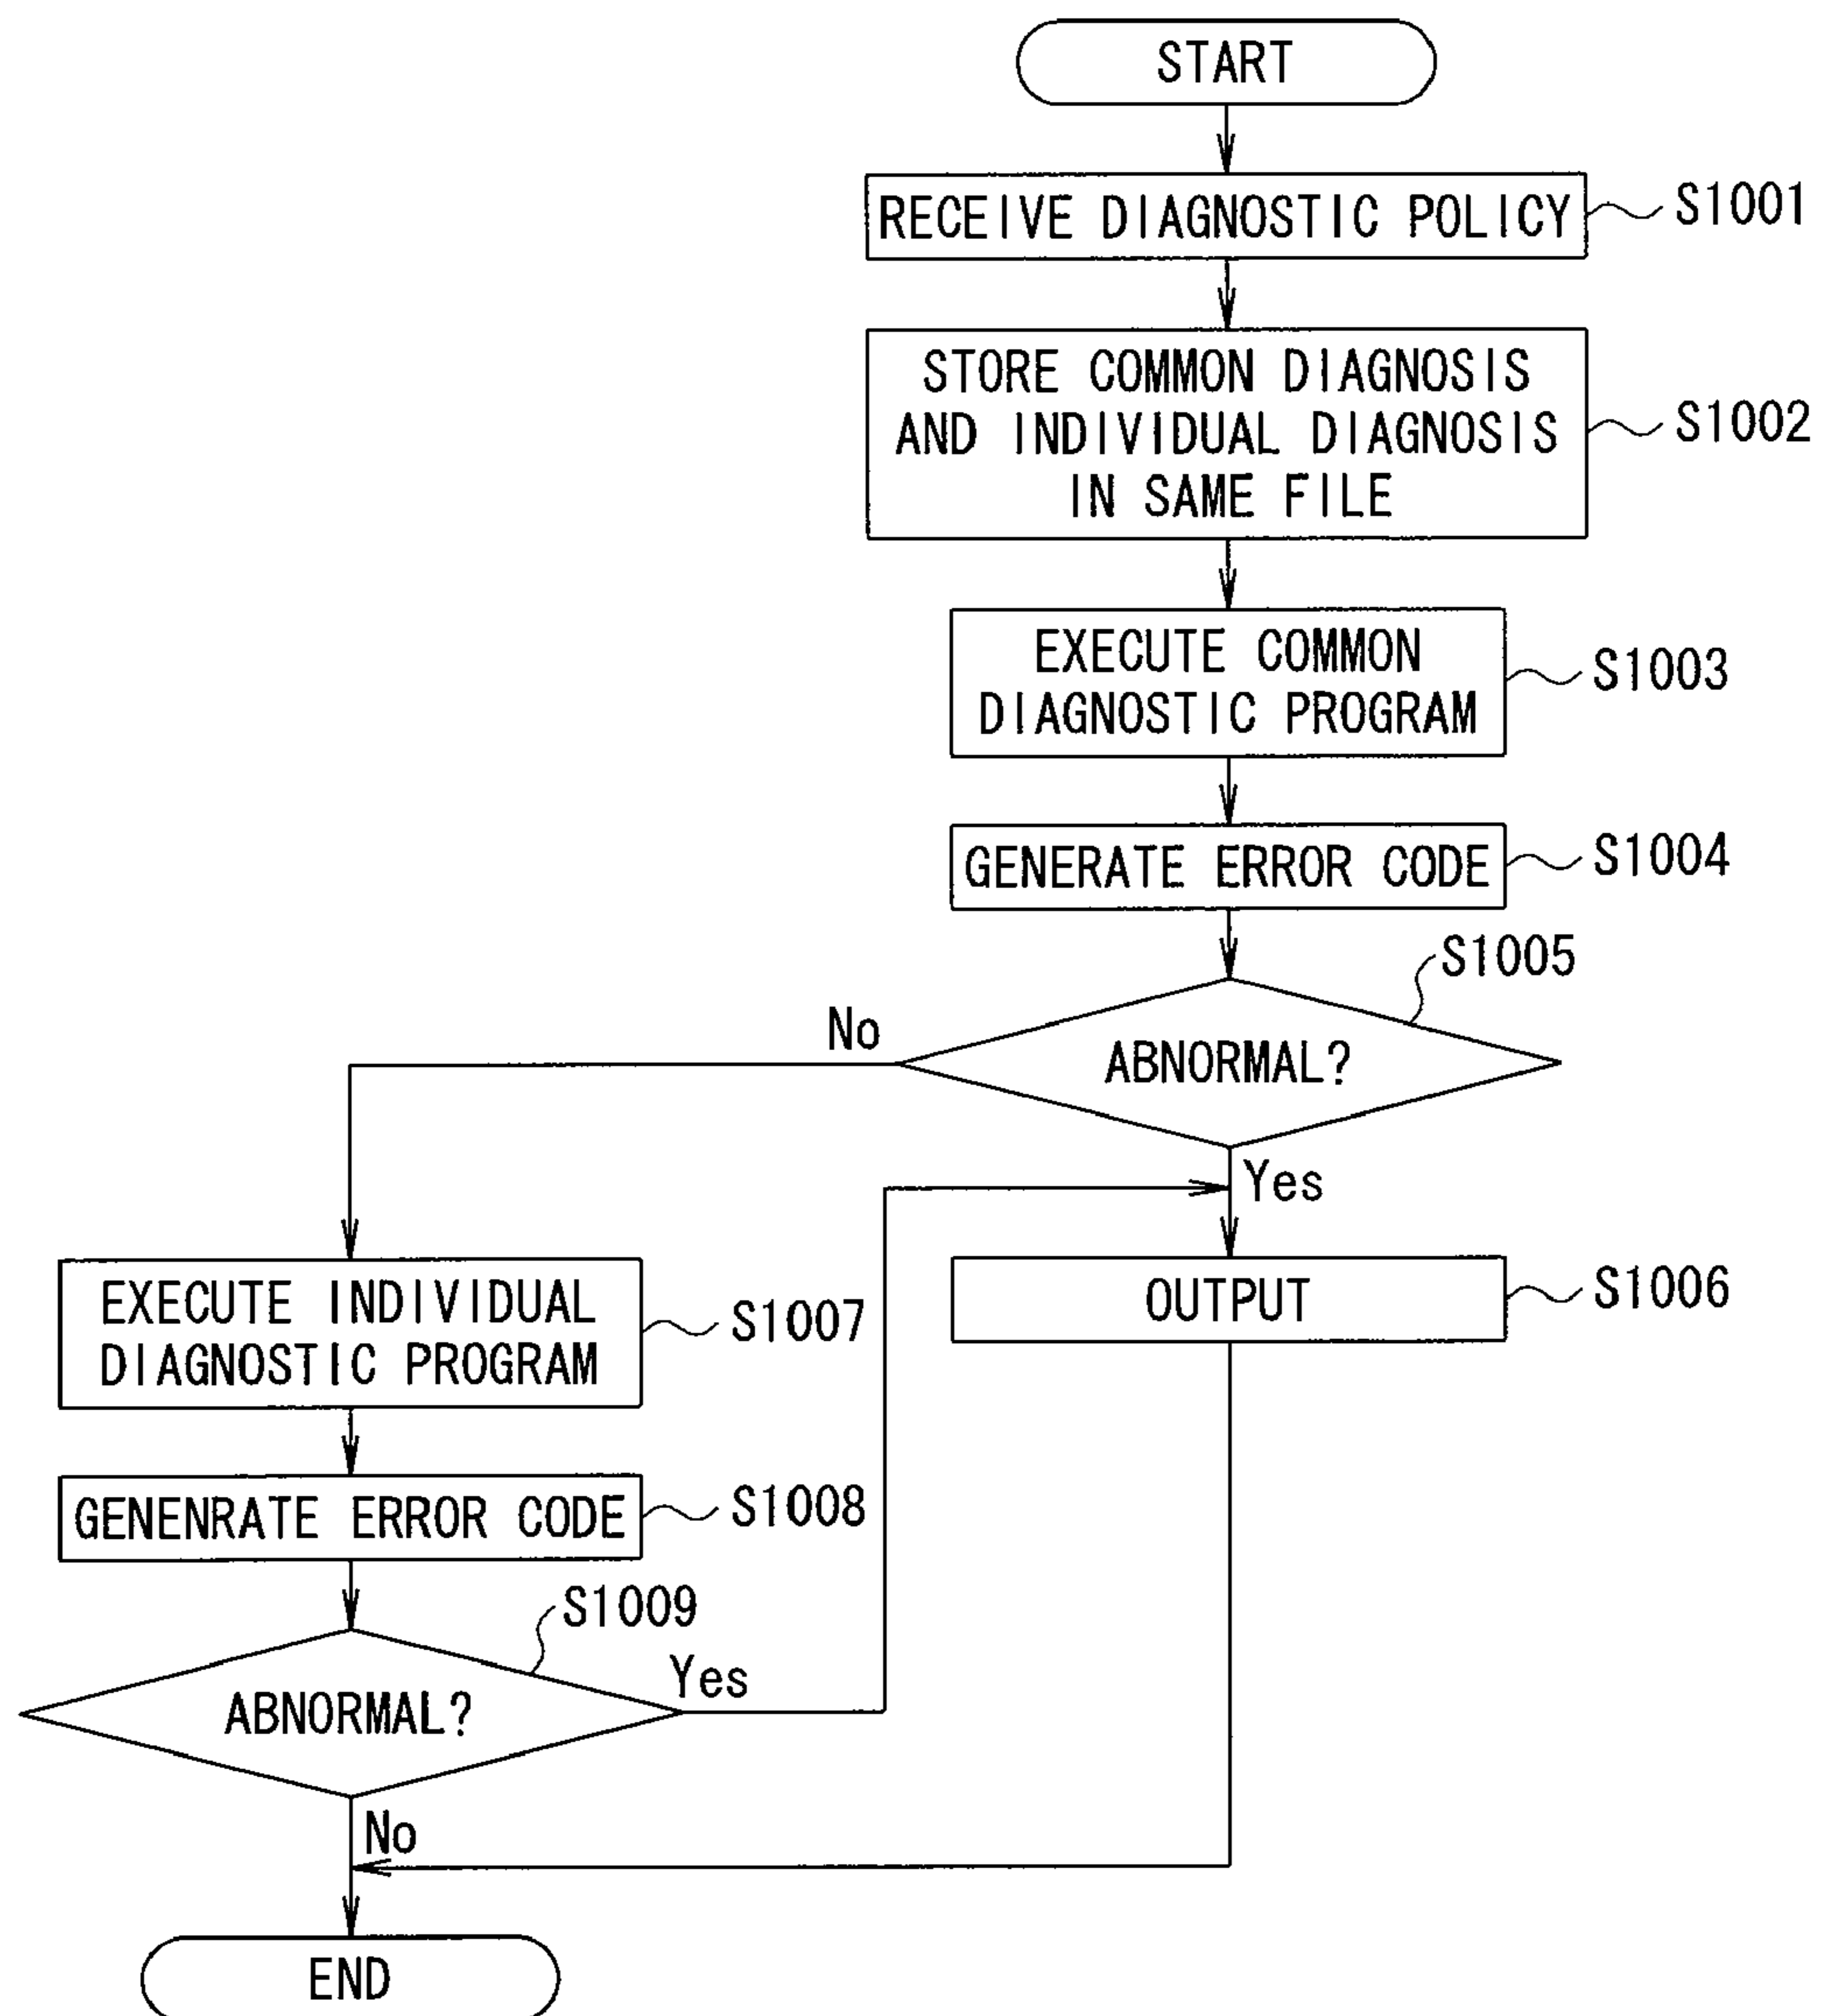 START
RECEIVE DIAGNOSTIC POLICY
S1001
STORE COMMON DIAGNOSIS
AND INDIVIDUAL DIAGNOSIS
IN SAME FILE
S1002
EXECUTE COMMON
DIAGNOSTIC PROGRAM
S1003
GENERATE ERROR CODE
S1004
S1005
ABNORMAL?
No
Yes
OUTPUT
S1006
EXECUTE INDIVIDUAL
DIAGNOSTIC PROGRAM
S1007
GENENRATE ERROR CODE
S1008
S1009
ABNORMAL?
Yes
No
END